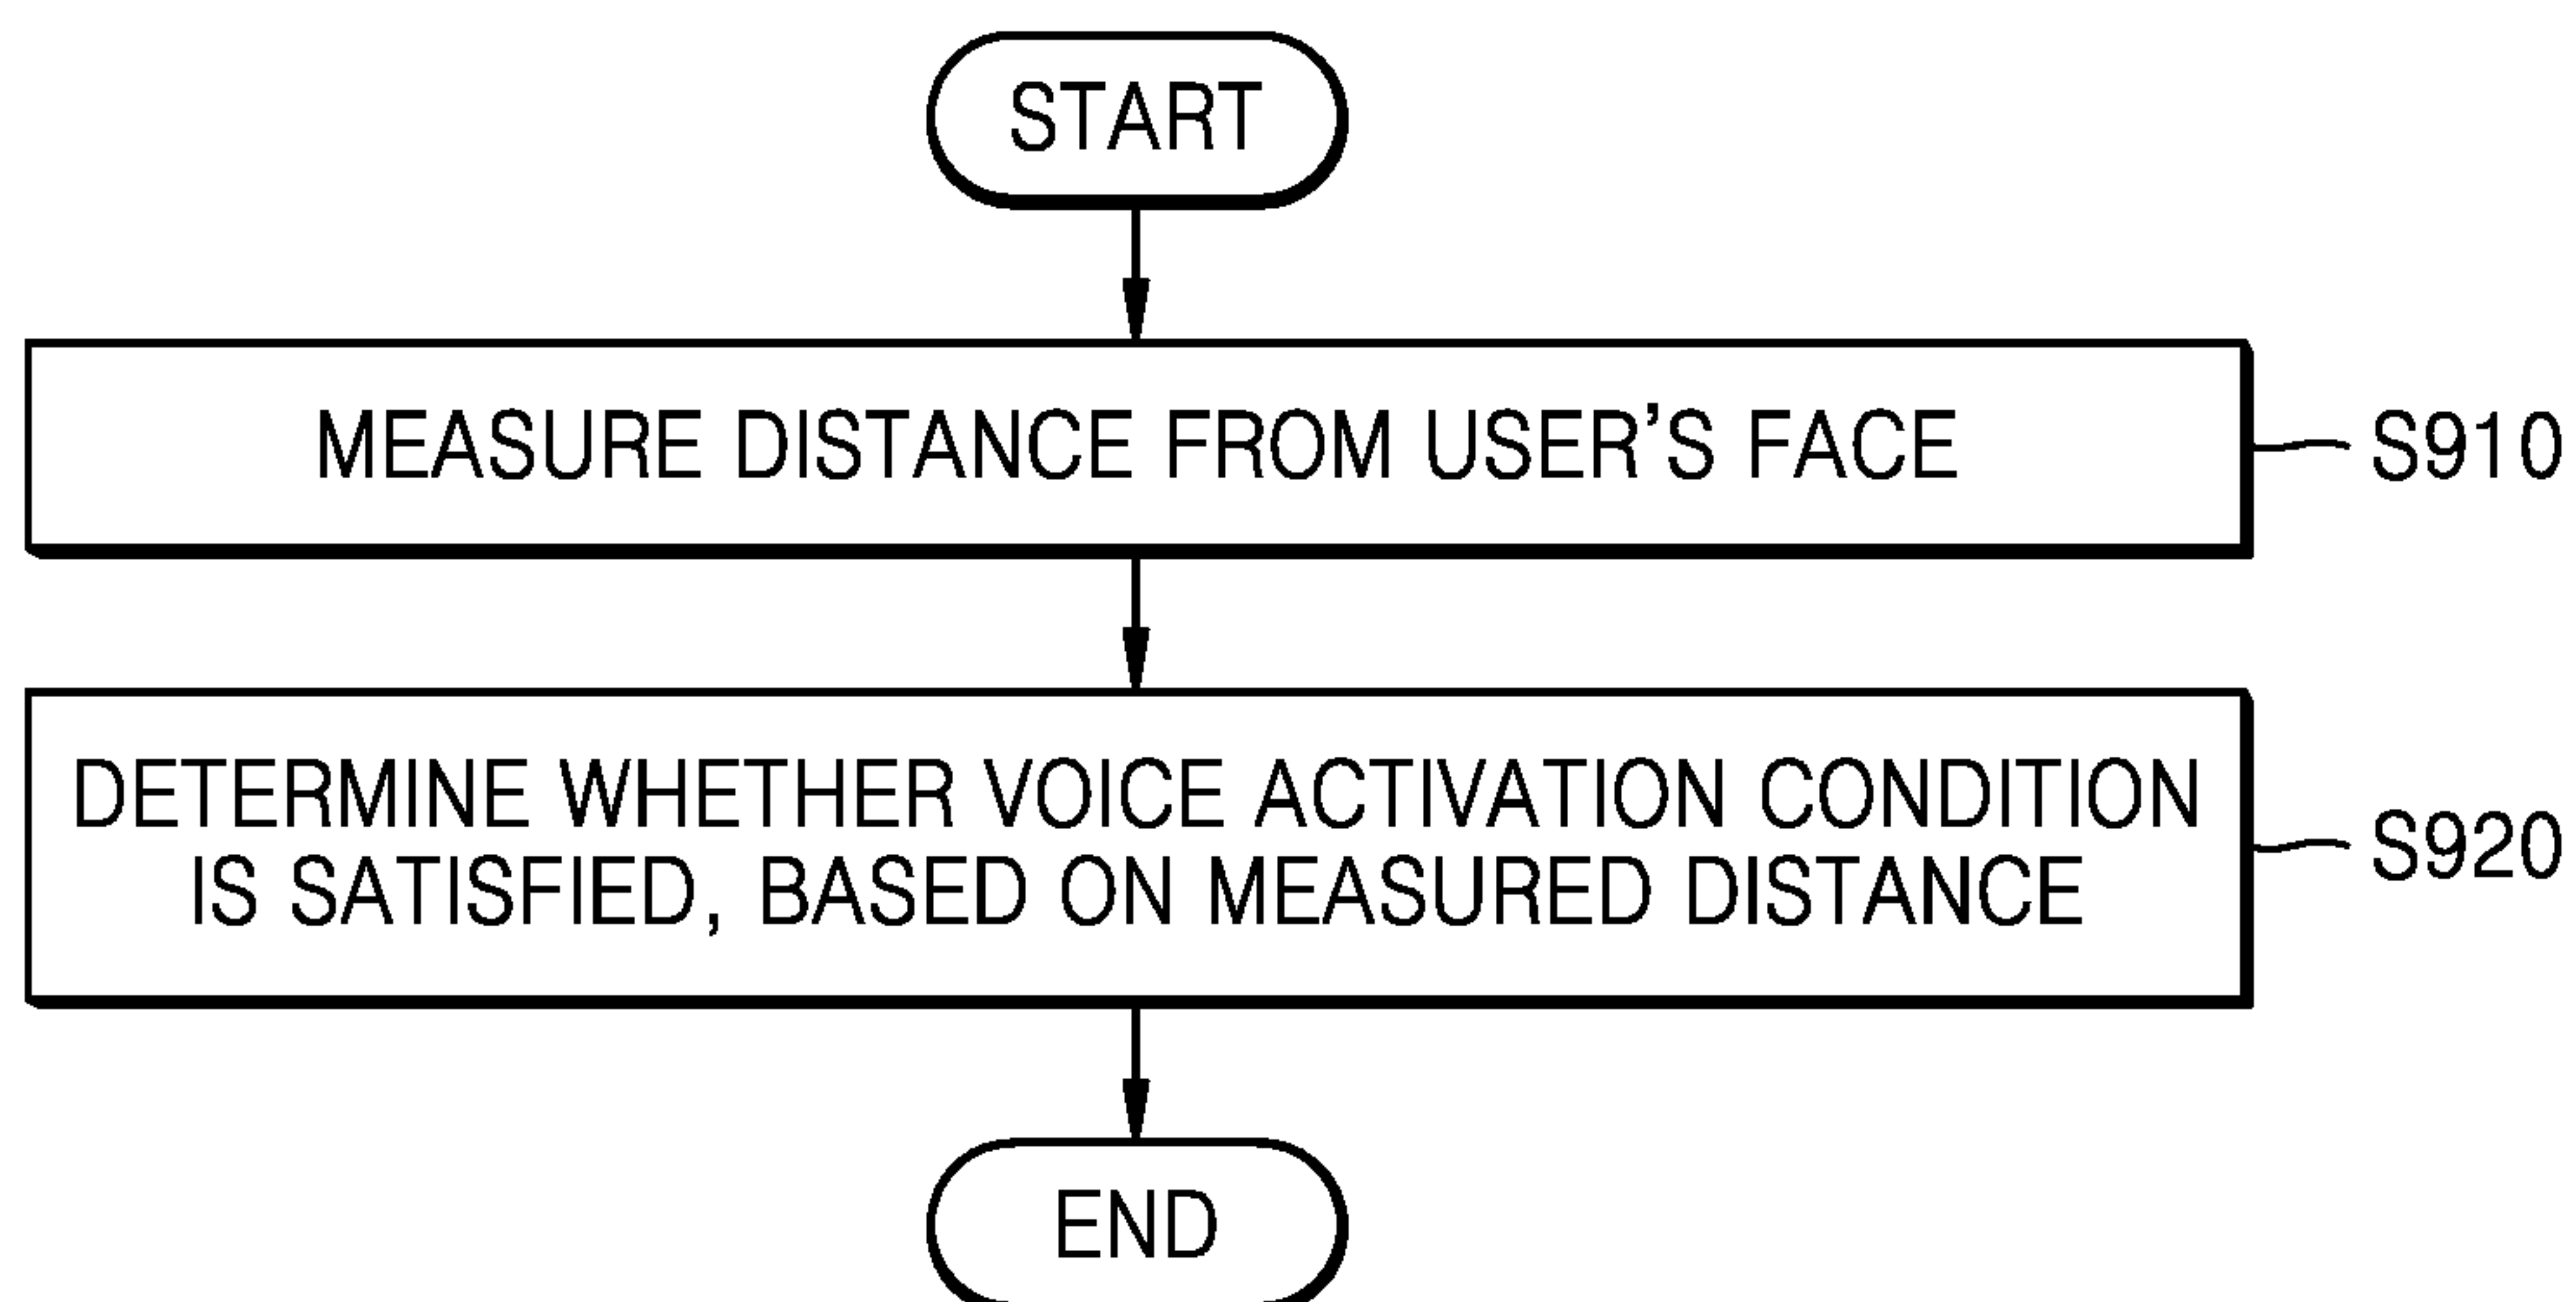 START
MEASURE DISTANCE FROM USER'S FACE
S910
DETERMINE WHETHER VOICE ACTIVATION CONDITION
IS SATISFIED, BASED ON MEASURED DISTANCE
S920
END